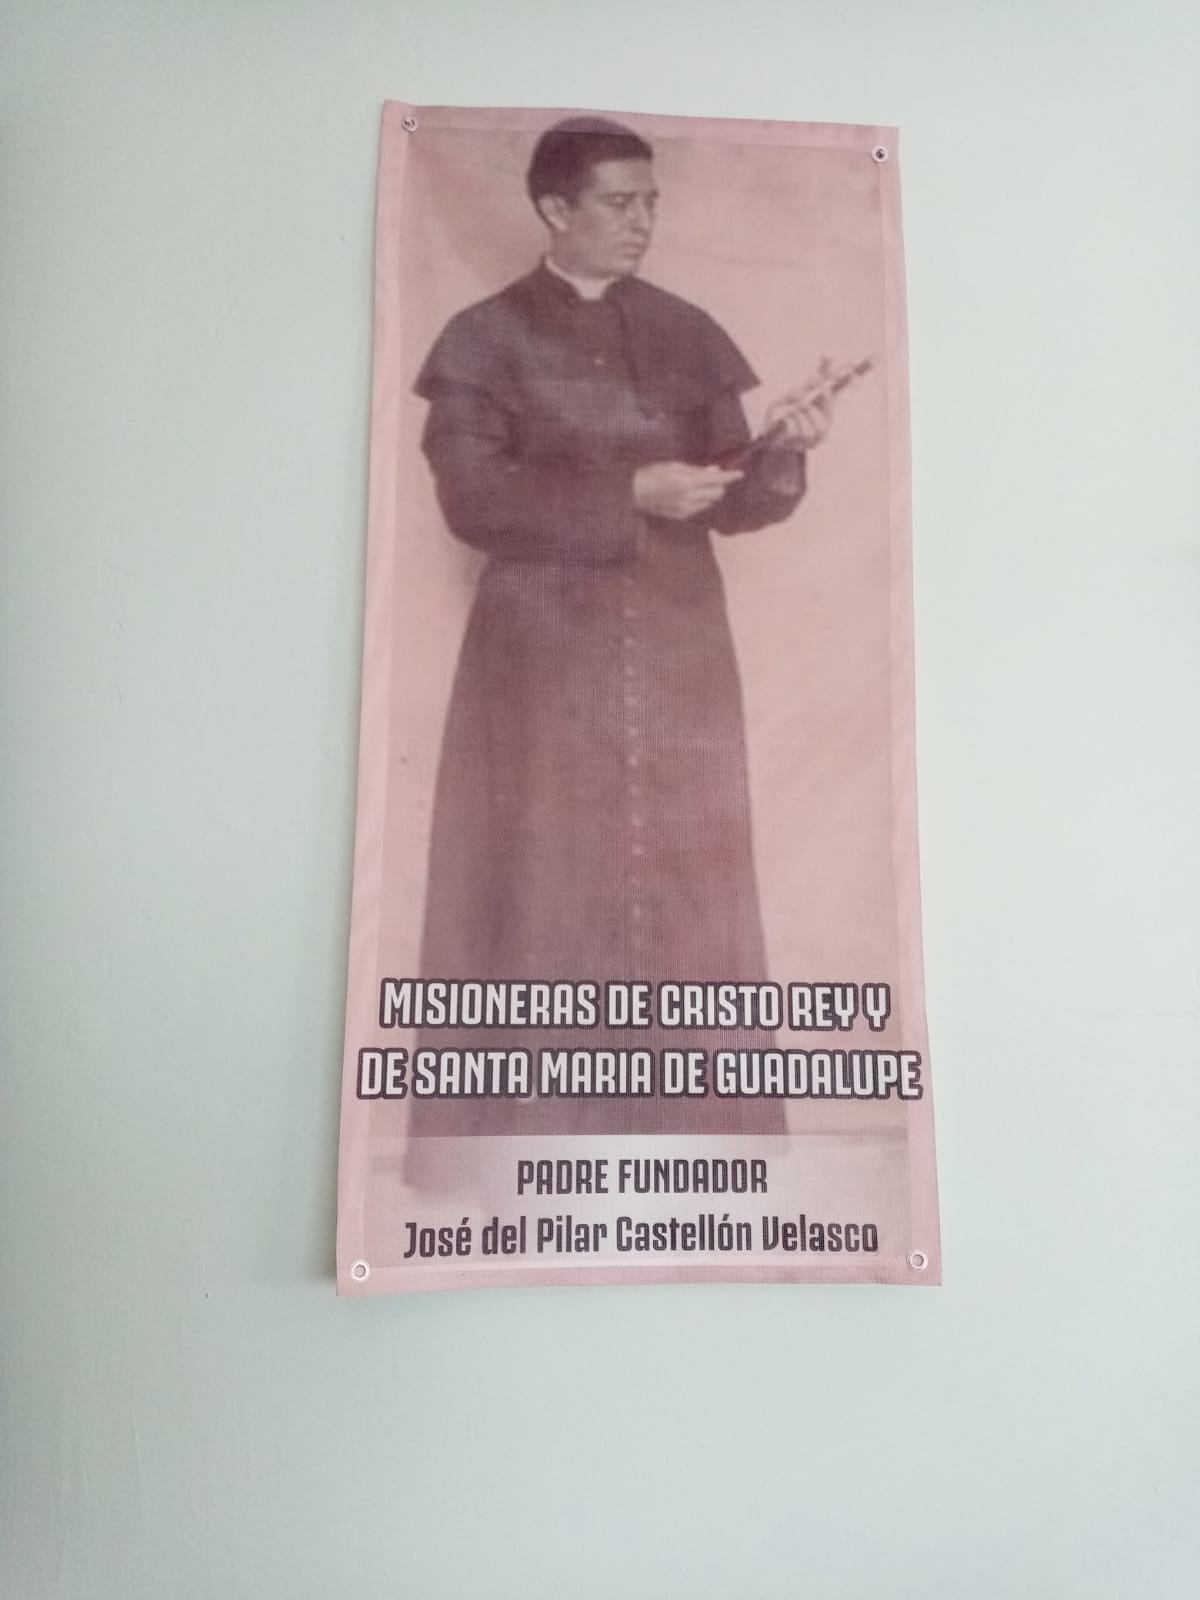 MISIONERAS DE CRISTO REY Y
DE SANTA MARIA DE GUADALUPE
PADRE FUNDADOR
José del Pilar Castellón Velasco